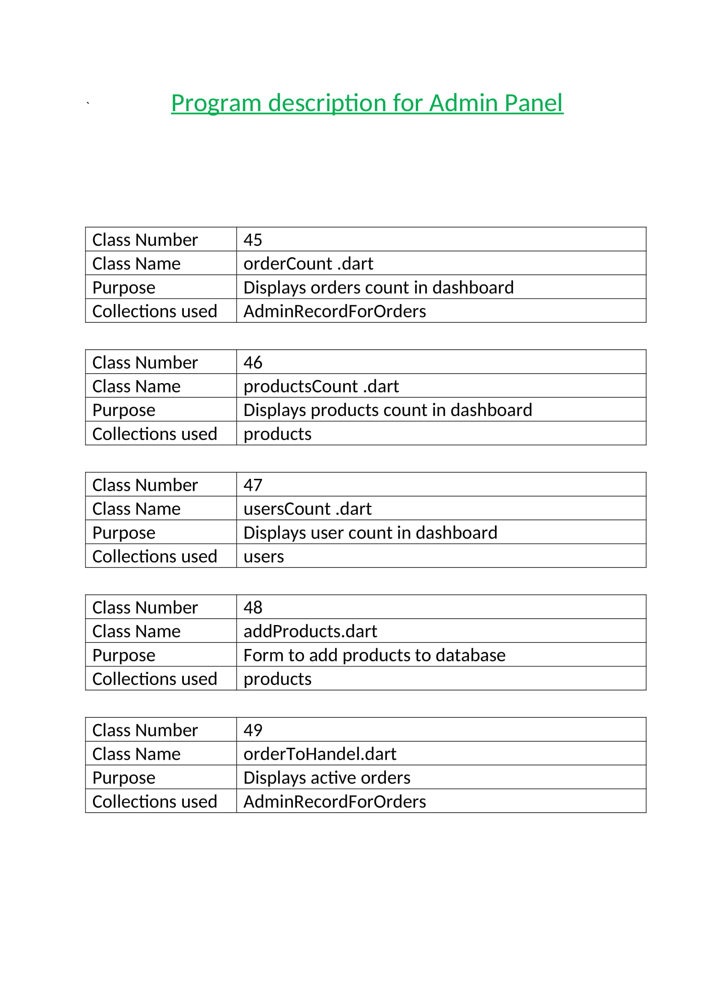 ` Program description for Admin Panel
Class Number 45
Class Name orderCount .dart
Purpose Displays orders count in dashboard
Collections used AdminRecordForOrders
Class Number 46
Class Name productsCount .dart
Purpose Displays products count in dashboard
Collections used products
Class Number 47
Class Name usersCount .dart
Purpose Displays user count in dashboard
Collections used users
Class Number 48
Class Name addProducts.dart
Purpose Form to add products to database
Collections used products
Class Number 49
Class Name orderToHandel.dart
Purpose Displays active orders
Collections used AdminRecordForOrders